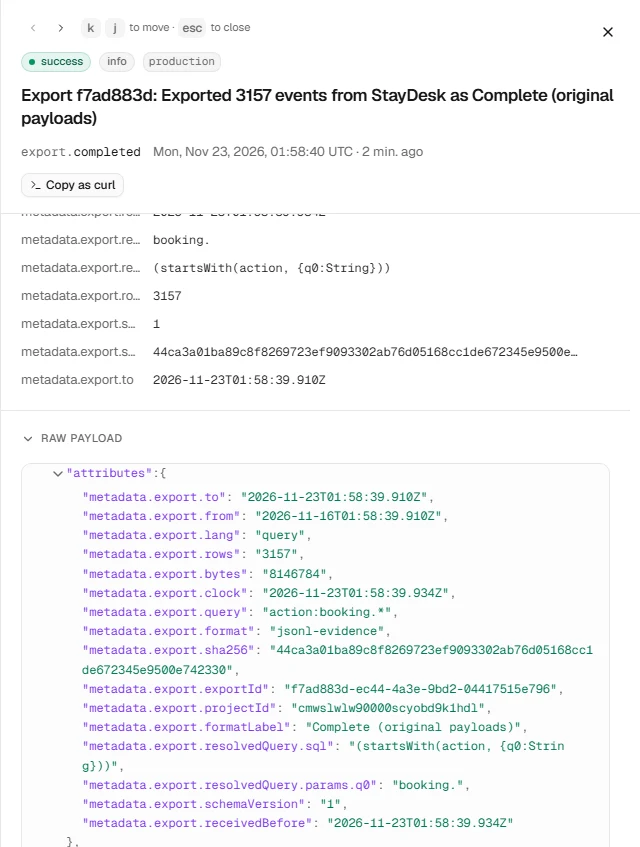 k j to move · esc to close
success info production
Export f7ad883d: Exported 3157 events from StayDesk as Complete (original
payloads)
export.completed Mon, Nov 23, 2026, 01:58:40 UTC · 2 min. ago
Copy as curl
metadata.export.re… booking.
metadata.export.re… (startsWith(action, {q0:String}))
metadata.export.ro… 3157
metadata.export.s… 1
metadata.export.s… 44ca3a01ba89c8f8269723ef9093302ab76d05168cc1de672345e9500e…
metadata.export.to 2026-11-23T01:58:39.910Z
RAW PAYLOAD
"attributes":{
"metadata.export.to": "2026-11-23T01:58:39.910Z",
"metadata.export.from": "2026-11-16T01:58:39.910Z",
"metadata.export.lang": "query",
"metadata.export.rows": "3157",
"metadata.export.bytes": "8146784",
"metadata.export.clock": "2026-11-23T01:58:39.934Z",
"metadata.export.query": "action:booking.*",
"metadata.export.format": "jsonl-evidence",
"metadata.export.sha256": "44ca3a01ba89c8f8269723ef9093302ab76d05168cc1
de672345e9500e742330",
"metadata.export.exportId": "f7ad883d-ec44-4a3e-9bd2-04417515e796",
"metadata.export.projectId": "cmwslwlw90000scyobd9k1hdl",
"metadata.export.formatLabel": "Complete (original payloads)",
"metadata.export.resolvedQuery.sql": "(startsWith(action, {q0:Strin
g}))",
"metadata.export.resolvedQuery.params.q0": "booking.",
"metadata.export.schemaVersion": "1",
"metadata.export.receivedBefore": "2026-11-23T01:58:39.934Z"
},